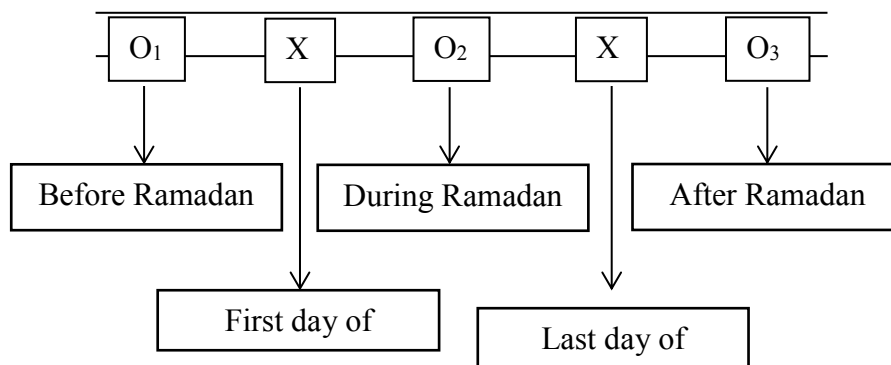 O₁ X O₂ X O₃
Before Ramadan During Ramadan After Ramadan
First day of
Last day of